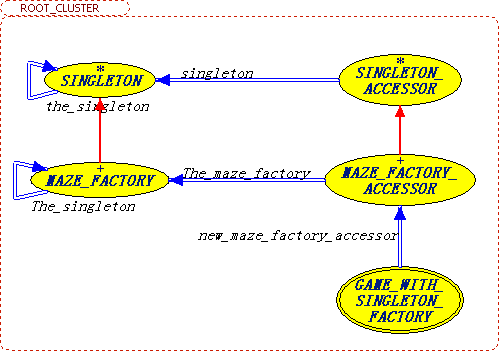 ROOT_CLUSTER
*
SINGLETON
the_singleton
singleton
*
SINGLETON_
ACCESSOR
+
MAZE_FACTORY
The_singleton
The_maze_factory
+
MAZE_FACTORY_
ACCESSOR
new_maze_factory_accessor
GAME_WITH_
SINGLETON_
FACTORY